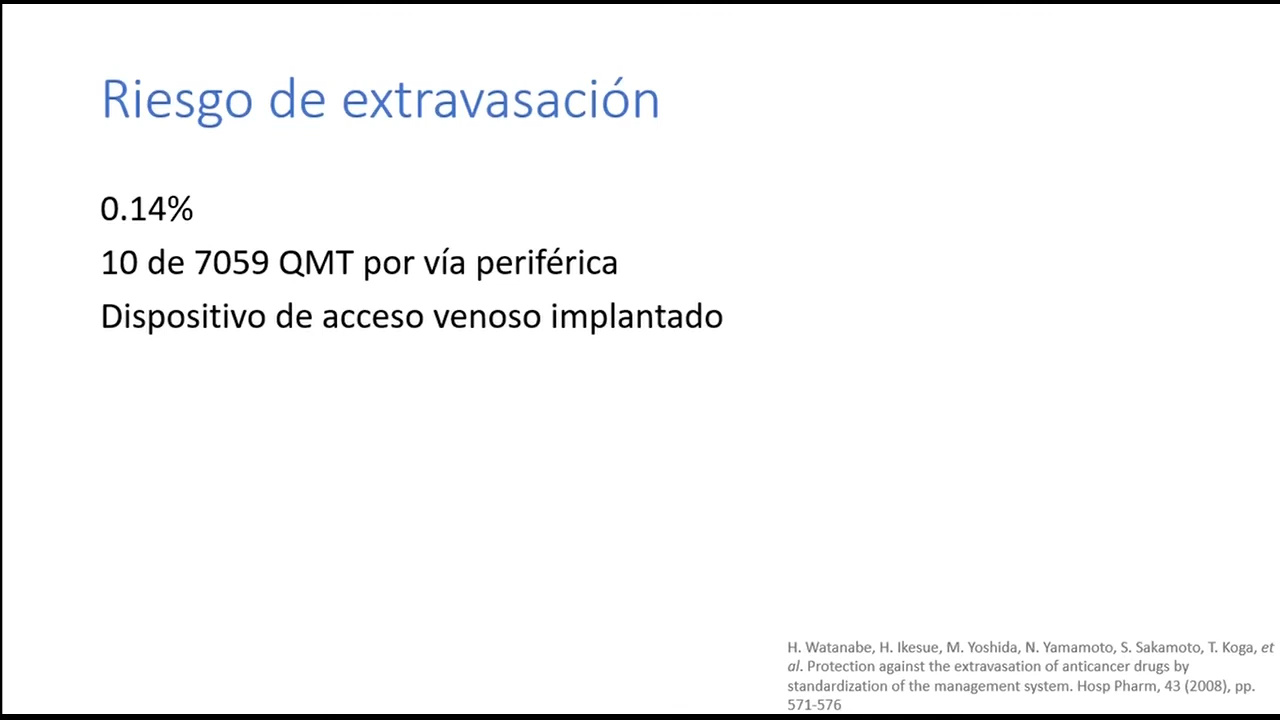 Riesgo de extravasación
0.14%
10 de 7059 QMT por vía periférica
Dispositivo de acceso venoso implantado
H. Watanabe, H. Ikesue, M. Yoshida, N. Yamamoto, S. Sakamoto, T. Koga, et
al. Protection against the extravasation of anticancer drugs by
standardization of the management system. Hosp Pharm, 43 (2008), pp.
571-576